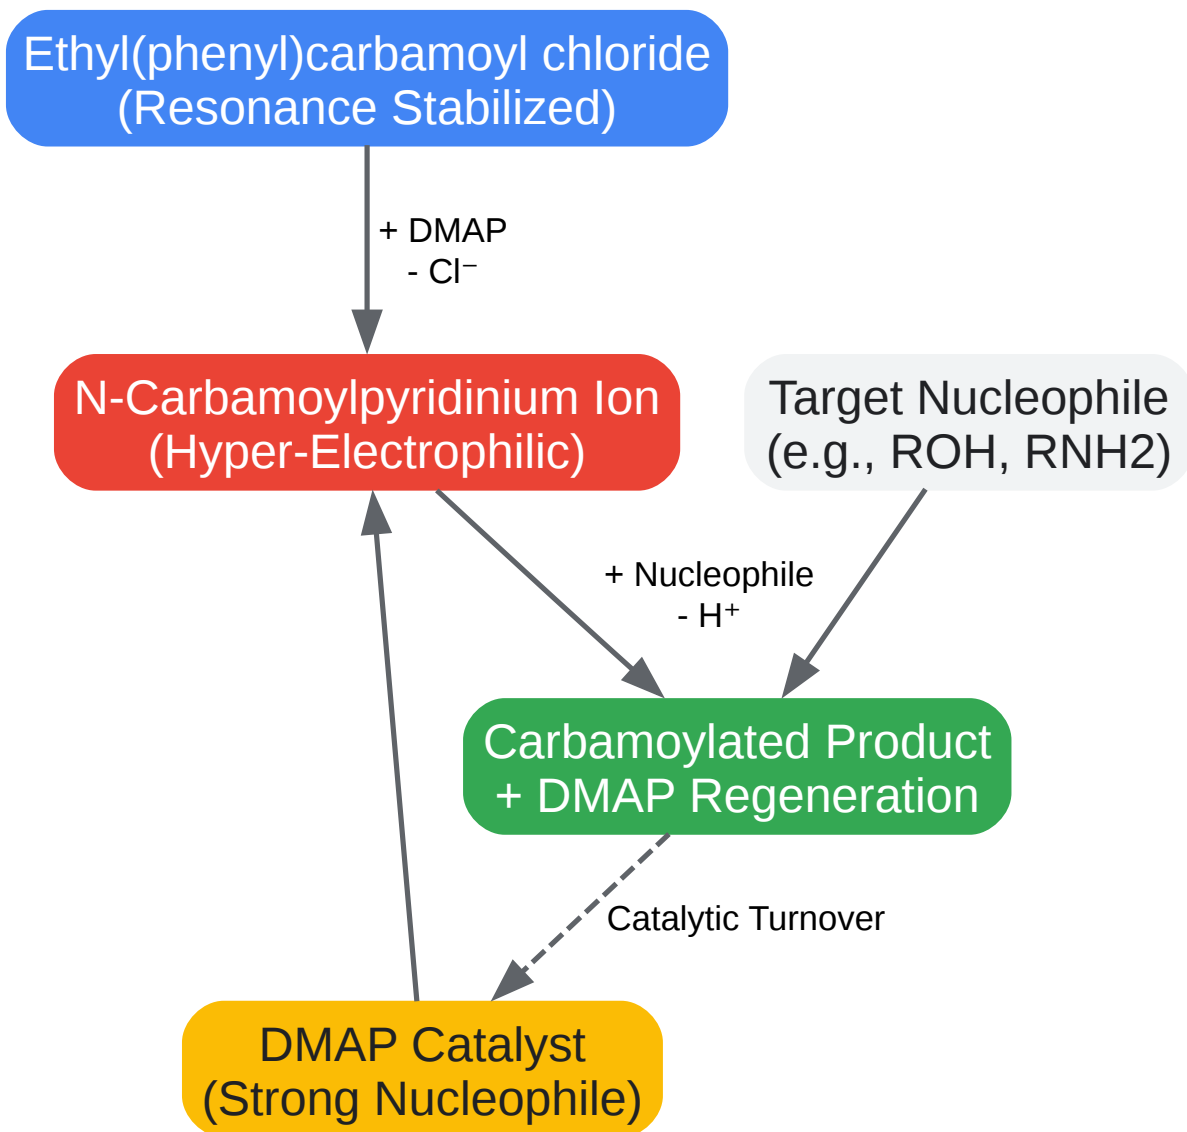 Ethyl(phenyl)carbamoyl chloride
(Resonance Stabilized)
+ DMAP
- Cl⁻
N-Carbamoylpyridinium Ion
(Hyper-Electrophilic)
Target Nucleophile
(e.g., ROH, RNH2)
+ Nucleophile
- H⁺
Carbamoylated Product
+ DMAP Regeneration
Catalytic Turnover
DMAP Catalyst
(Strong Nucleophile)